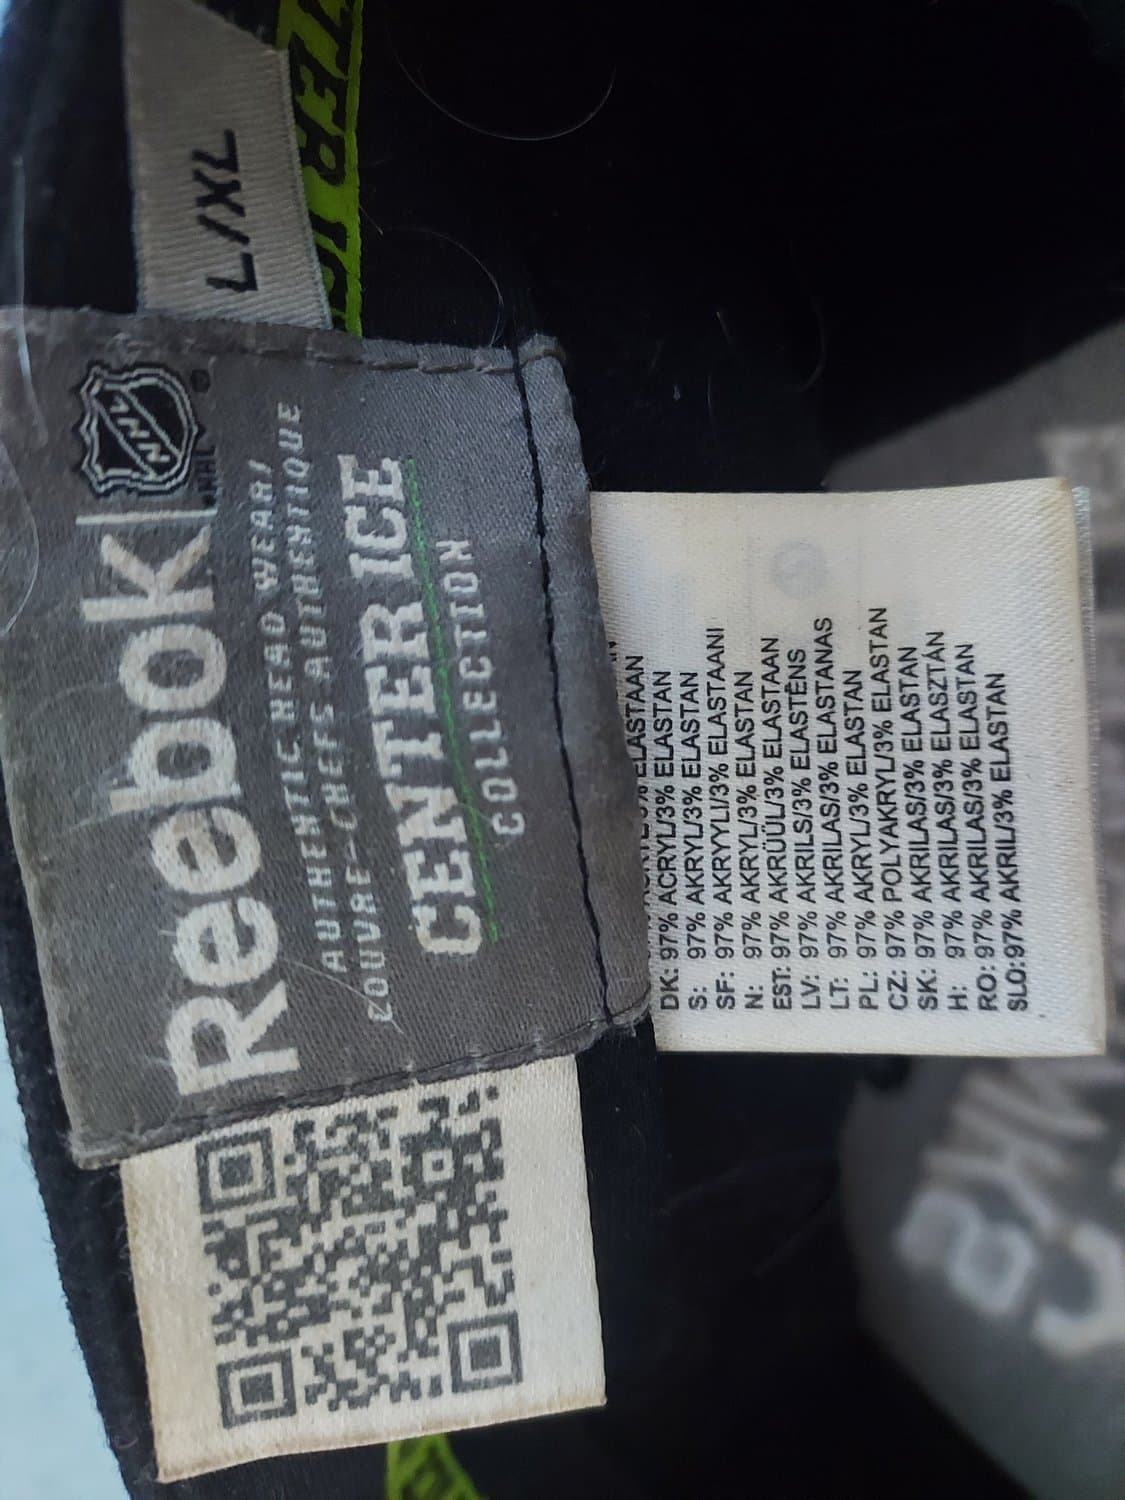 L/XL
Reebok
NHL
AUTHENTIC HEAD WEAR/
COUVRE-CHEFS AUTHENTIQUE
CENTER ICE
COLLECTION
ELASTAAN
DK: 97% ACRYL/3% ELASTAN
S: 97% AKRYL/3% ELASTAN
SF: 97% AKRYYLI/3% ELASTAANI
N: 97% AKRYL/3% ELASTAN
EST: 97% AKRÜÜL/3% ELASTAAN
LV: 97% AKRILS/3% ELASTĒNS
LT: 97% AKRILAS/3% ELASTANAS
PL: 97% AKRYL/3% ELASTAN
CZ: 97% POLYAKRYL/3% ELASTAN
SK: 97% AKRILAS/3% ELASTAN
H: 97% AKRILAS/3% ELASZTÁN
RO: 97% AKRILAS/3% ELASTAN
SLO: 97% AKRIL/3% ELASTAN